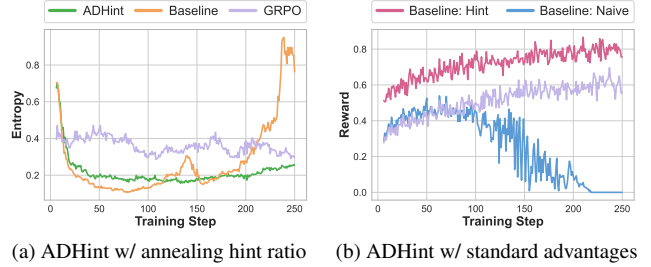 ADHint Baseline GRPO
Entropy
0.8
0.6
0.4
0.2
0 50 100 150 200 250
Training Step
(a) ADHint w/ annealing hint ratio
Baseline: Hint Baseline: Naive
Reward
0.8
0.6
0.4
0.2
0.0
0 50 100 150 200 250
Training Step
(b) ADHint w/ standard advantages